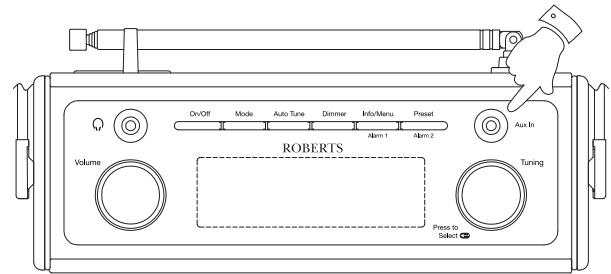 On/Off Mode Auto Tune Dimmer Info/Menu Preset
Aux In
Alarm 1 Alarm 2
ROBERTS
Volume Tuning
Press to
Select